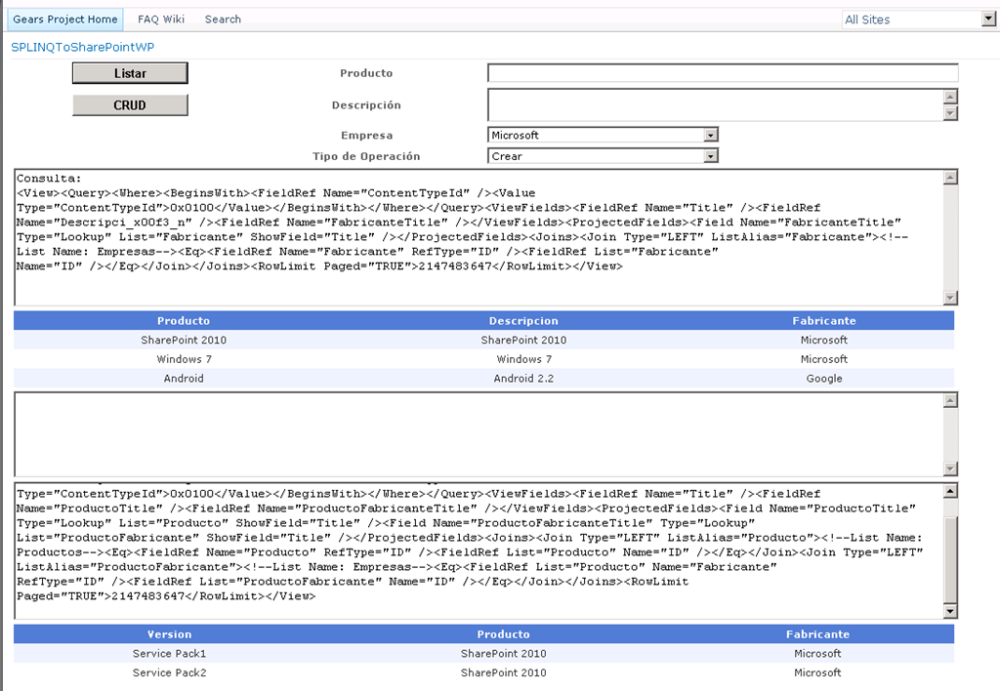 Gears Project Home FAQ Wiki Search All Sites
SPLINQToSharePointWP
Listar Producto
CRUD Descripción
Empresa Microsoft
Tipo de Operación Crear
Consulta:
<View><Query><Where><BeginsWith><FieldRef Name="ContentTypeId" /><Value
Type="ContentTypeId">0x0100</Value></BeginsWith></Where></Query><ViewFields><FieldRef Name="Title" /><FieldRef
Name="Descripci_x00f3_n" /><FieldRef Name="FabricanteTitle" /></ViewFields><ProjectedFields><Field Name="FabricanteTitle"
Type="Lookup" List="Fabricante" ShowField="Title" /></ProjectedFields><Joins><Join Type="LEFT" ListAlias="Fabricante"><!--
List Name: Empresas--><Eq><FieldRef Name="Fabricante" RefType="ID" /><FieldRef List="Fabricante"
Name="ID" /></Eq></Join></Joins><RowLimit Paged="TRUE">2147483647</RowLimit></View>
Producto Descripcion Fabricante
SharePoint 2010 SharePoint 2010 Microsoft
Windows 7 Windows 7 Microsoft
Android Android 2.2 Google
Type="ContentTypeId">0x0100</Value></BeginsWith></Where></Query><ViewFields><FieldRef Name="Title" /><FieldRef
Name="ProductoTitle" /><FieldRef Name="ProductoFabricanteTitle" /></ViewFields><ProjectedFields><Field Name="ProductoTitle"
Type="Lookup" List="Producto" ShowField="Title" /><Field Name="ProductoFabricanteTitle" Type="Lookup"
List="ProductoFabricante" ShowField="Title" /></ProjectedFields><Joins><Join Type="LEFT" ListAlias="Producto"><!--List Name:
Productos--><Eq><FieldRef Name="Producto" RefType="ID" /><FieldRef List="Producto" Name="ID" /></Eq></Join><Join Type="LEFT"
ListAlias="ProductoFabricante"><!--List Name: Empresas--><Eq><FieldRef List="Producto" Name="Fabricante"
RefType="ID" /><FieldRef List="ProductoFabricante" Name="ID" /></Eq></Join></Joins><RowLimit
Paged="TRUE">2147483647</RowLimit></View>
Version Producto Fabricante
Service Pack1 SharePoint 2010 Microsoft
Service Pack2 SharePoint 2010 Microsoft